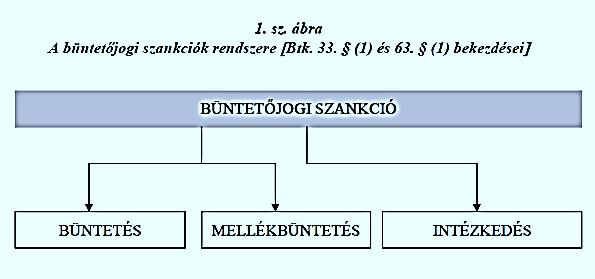 1. sz. ábra
A büntetőjogi szankciók rendszere [Btk. 33. § (1) és 63. § (1) bekezdései]
BÜNTETŐJOGI SZANKCIÓ
BÜNTETÉS
MELLÉKBÜNTETÉS
INTÉZKEDÉS